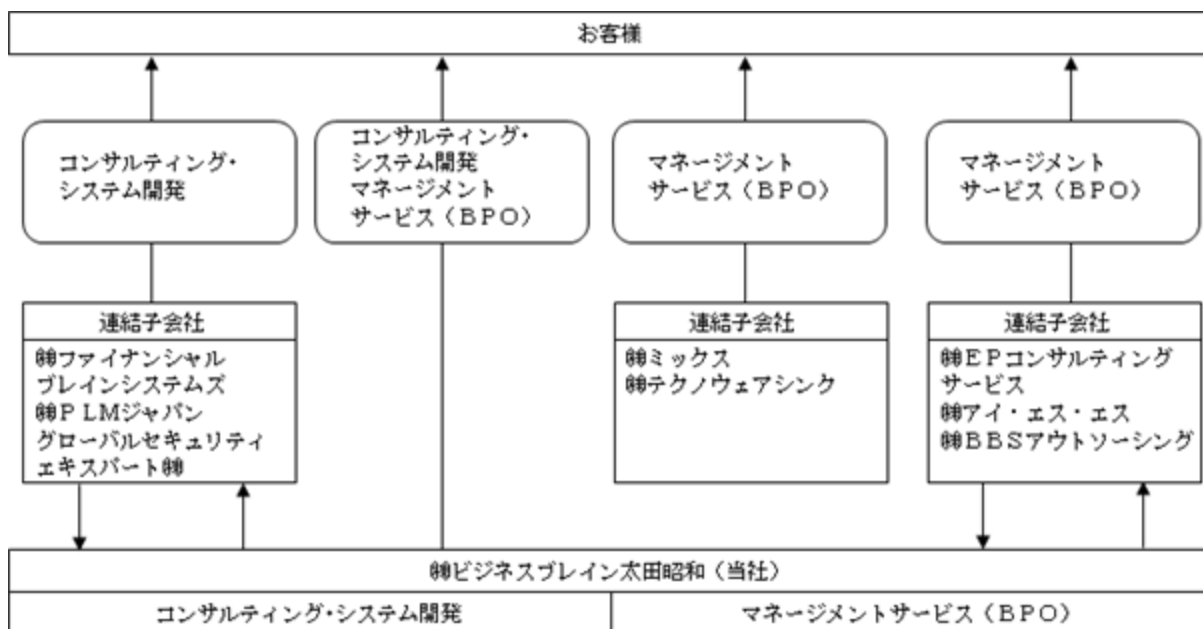 お客様
コンサルティング・
システム開発
コンサルティング・
システム開発
マネージメント
サービス（ＢＰＯ）
マネージメント
サービス（ＢＰＯ）
マネージメント
サービス（ＢＰＯ）
連結子会社
㈱ファイナンシャル
ブレインシステムズ
㈱ＰＬＭジャパン
グローバルセキュリティ
エキスパート㈱
連結子会社
㈱ミックス
㈱テクノウェアシンク
連結子会社
㈱ＥＰコンサルティング
サービス
㈱アイ・エス・エス
㈱ＢＢＳアウトソーシング
㈱ビジネスブレイン太田昭和（当社）
コンサルティング・システム開発
マネージメントサービス（ＢＰＯ）